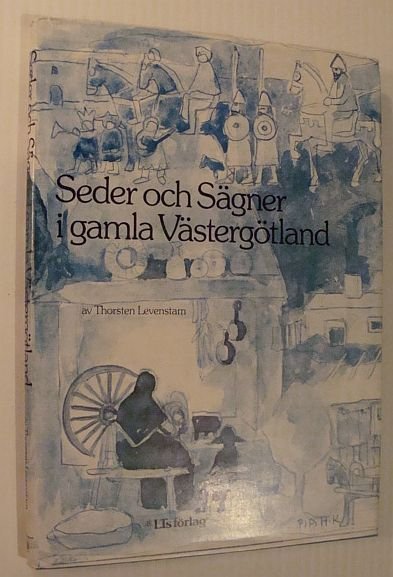 Seder och Sägner
i gamla Västergötland
av Thorsten Levenstam
LTs förlag